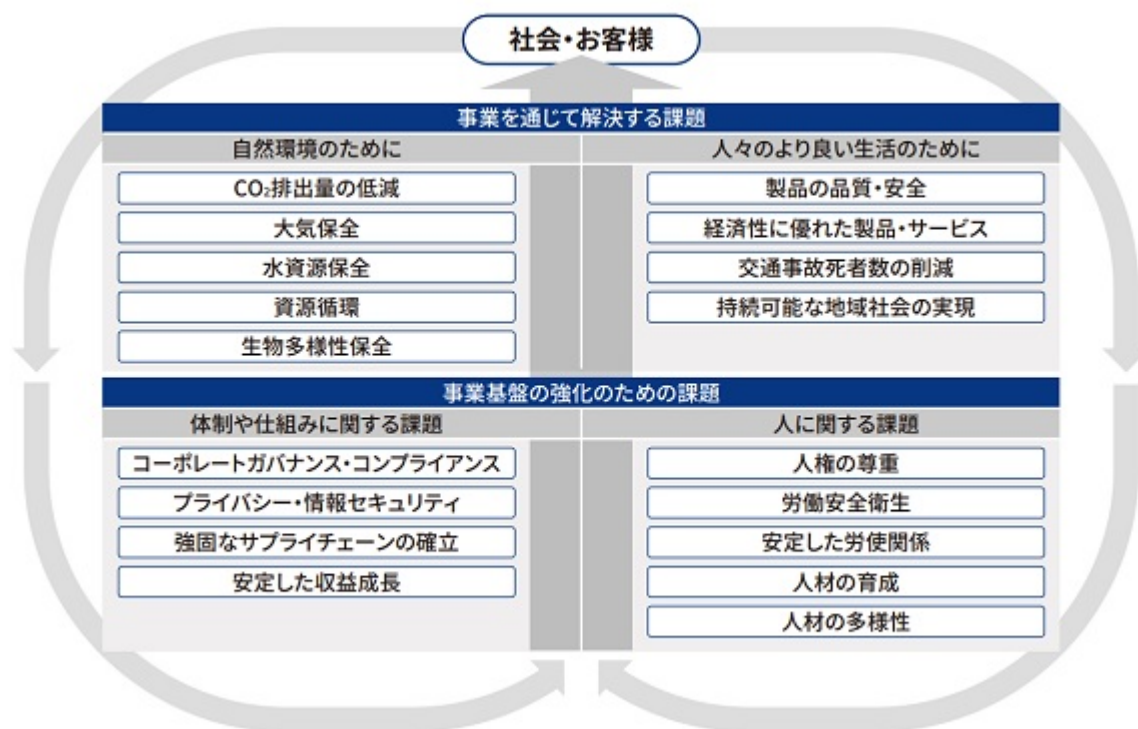 社会・お客様
事業を通じて解決する課題
自然環境のために
CO₂排出量の低減
大気保全
水資源保全
資源循環
生物多様性保全
人々のより良い生活のために
製品の品質・安全
経済性に優れた製品・サービス
交通事故死者数の削減
持続可能な地域社会の実現
事業基盤の強化のための課題
体制や仕組みに関する課題
コーポレートガバナンス・コンプライアンス
プライバシー・情報セキュリティ
強固なサプライチェーンの確立
安定した収益成長
人に関する課題
人権の尊重
労働安全衛生
安定した労使関係
人材の育成
人材の多様性